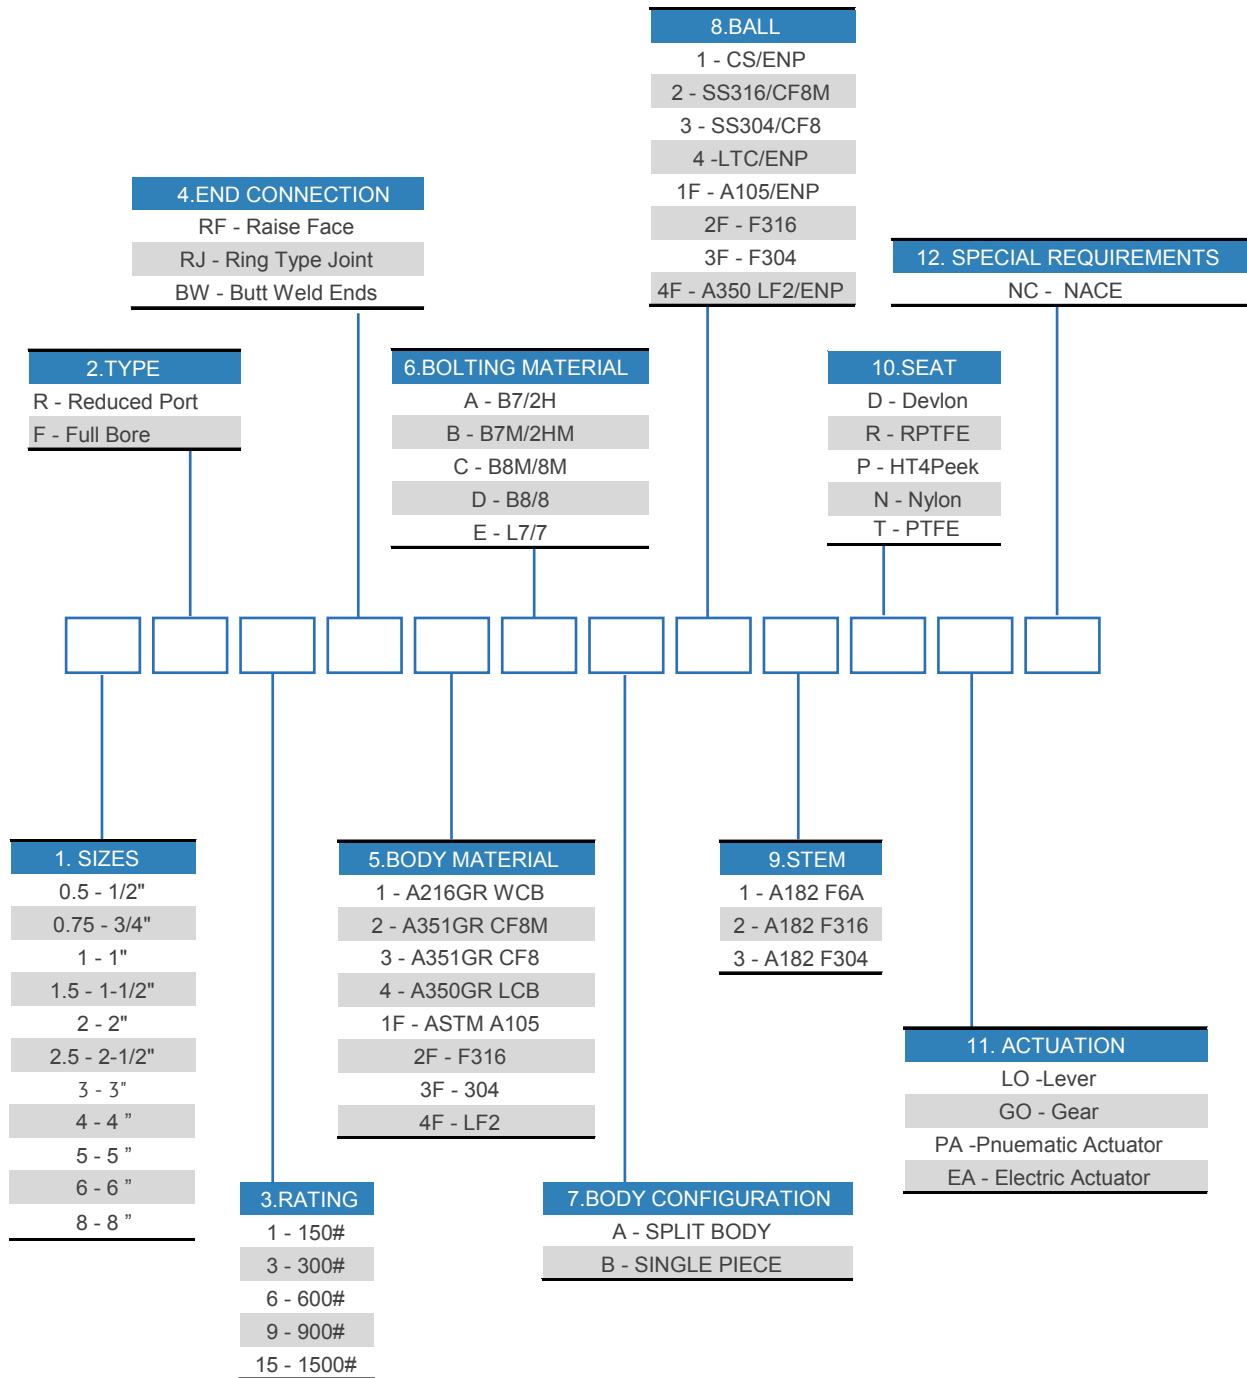 8.BALL
1 - CS/ENP
2 - SS316/CF8M
3 - SS304/CF8
4 -LTC/ENP
1F - A105/ENP
2F - F316
3F - F304
4F - A350 LF2/ENP
4.END CONNECTION
RF - Raise Face
RJ - Ring Type Joint
BW - Butt Weld Ends
12. SPECIAL REQUIREMENTS
NC - NACE
2.TYPE
R - Reduced Port
F - Full Bore
6.BOLTING MATERIAL
A - B7/2H
B - B7M/2HM
C - B8M/8M
D - B8/8
E - L7/7
10.SEAT
D - Devlon
R - RPTFE
P - HT4Peek
N - Nylon
T - PTFE
1. SIZES
0.5 - 1/2"
0.75 - 3/4"
1 - 1"
1.5 - 1-1/2"
2 - 2"
2.5 - 2-1/2"
3 - 3"
4 - 4 ”
5 - 5 ”
6 - 6 ”
8 - 8 ”
5.BODY MATERIAL
1 - A216GR WCB
2 - A351GR CF8M
3 - A351GR CF8
4 - A350GR LCB
1F - ASTM A105
2F - F316
3F - 304
4F - LF2
9.STEM
1 - A182 F6A
2 - A182 F316
3 - A182 F304
11. ACTUATION
LO -Lever
GO - Gear
PA -Pnuematic Actuator
EA - Electric Actuator
3.RATING
1 - 150#
3 - 300#
6 - 600#
9 - 900#
15 - 1500#
7.BODY CONFIGURATION
A - SPLIT BODY
B - SINGLE PIECE